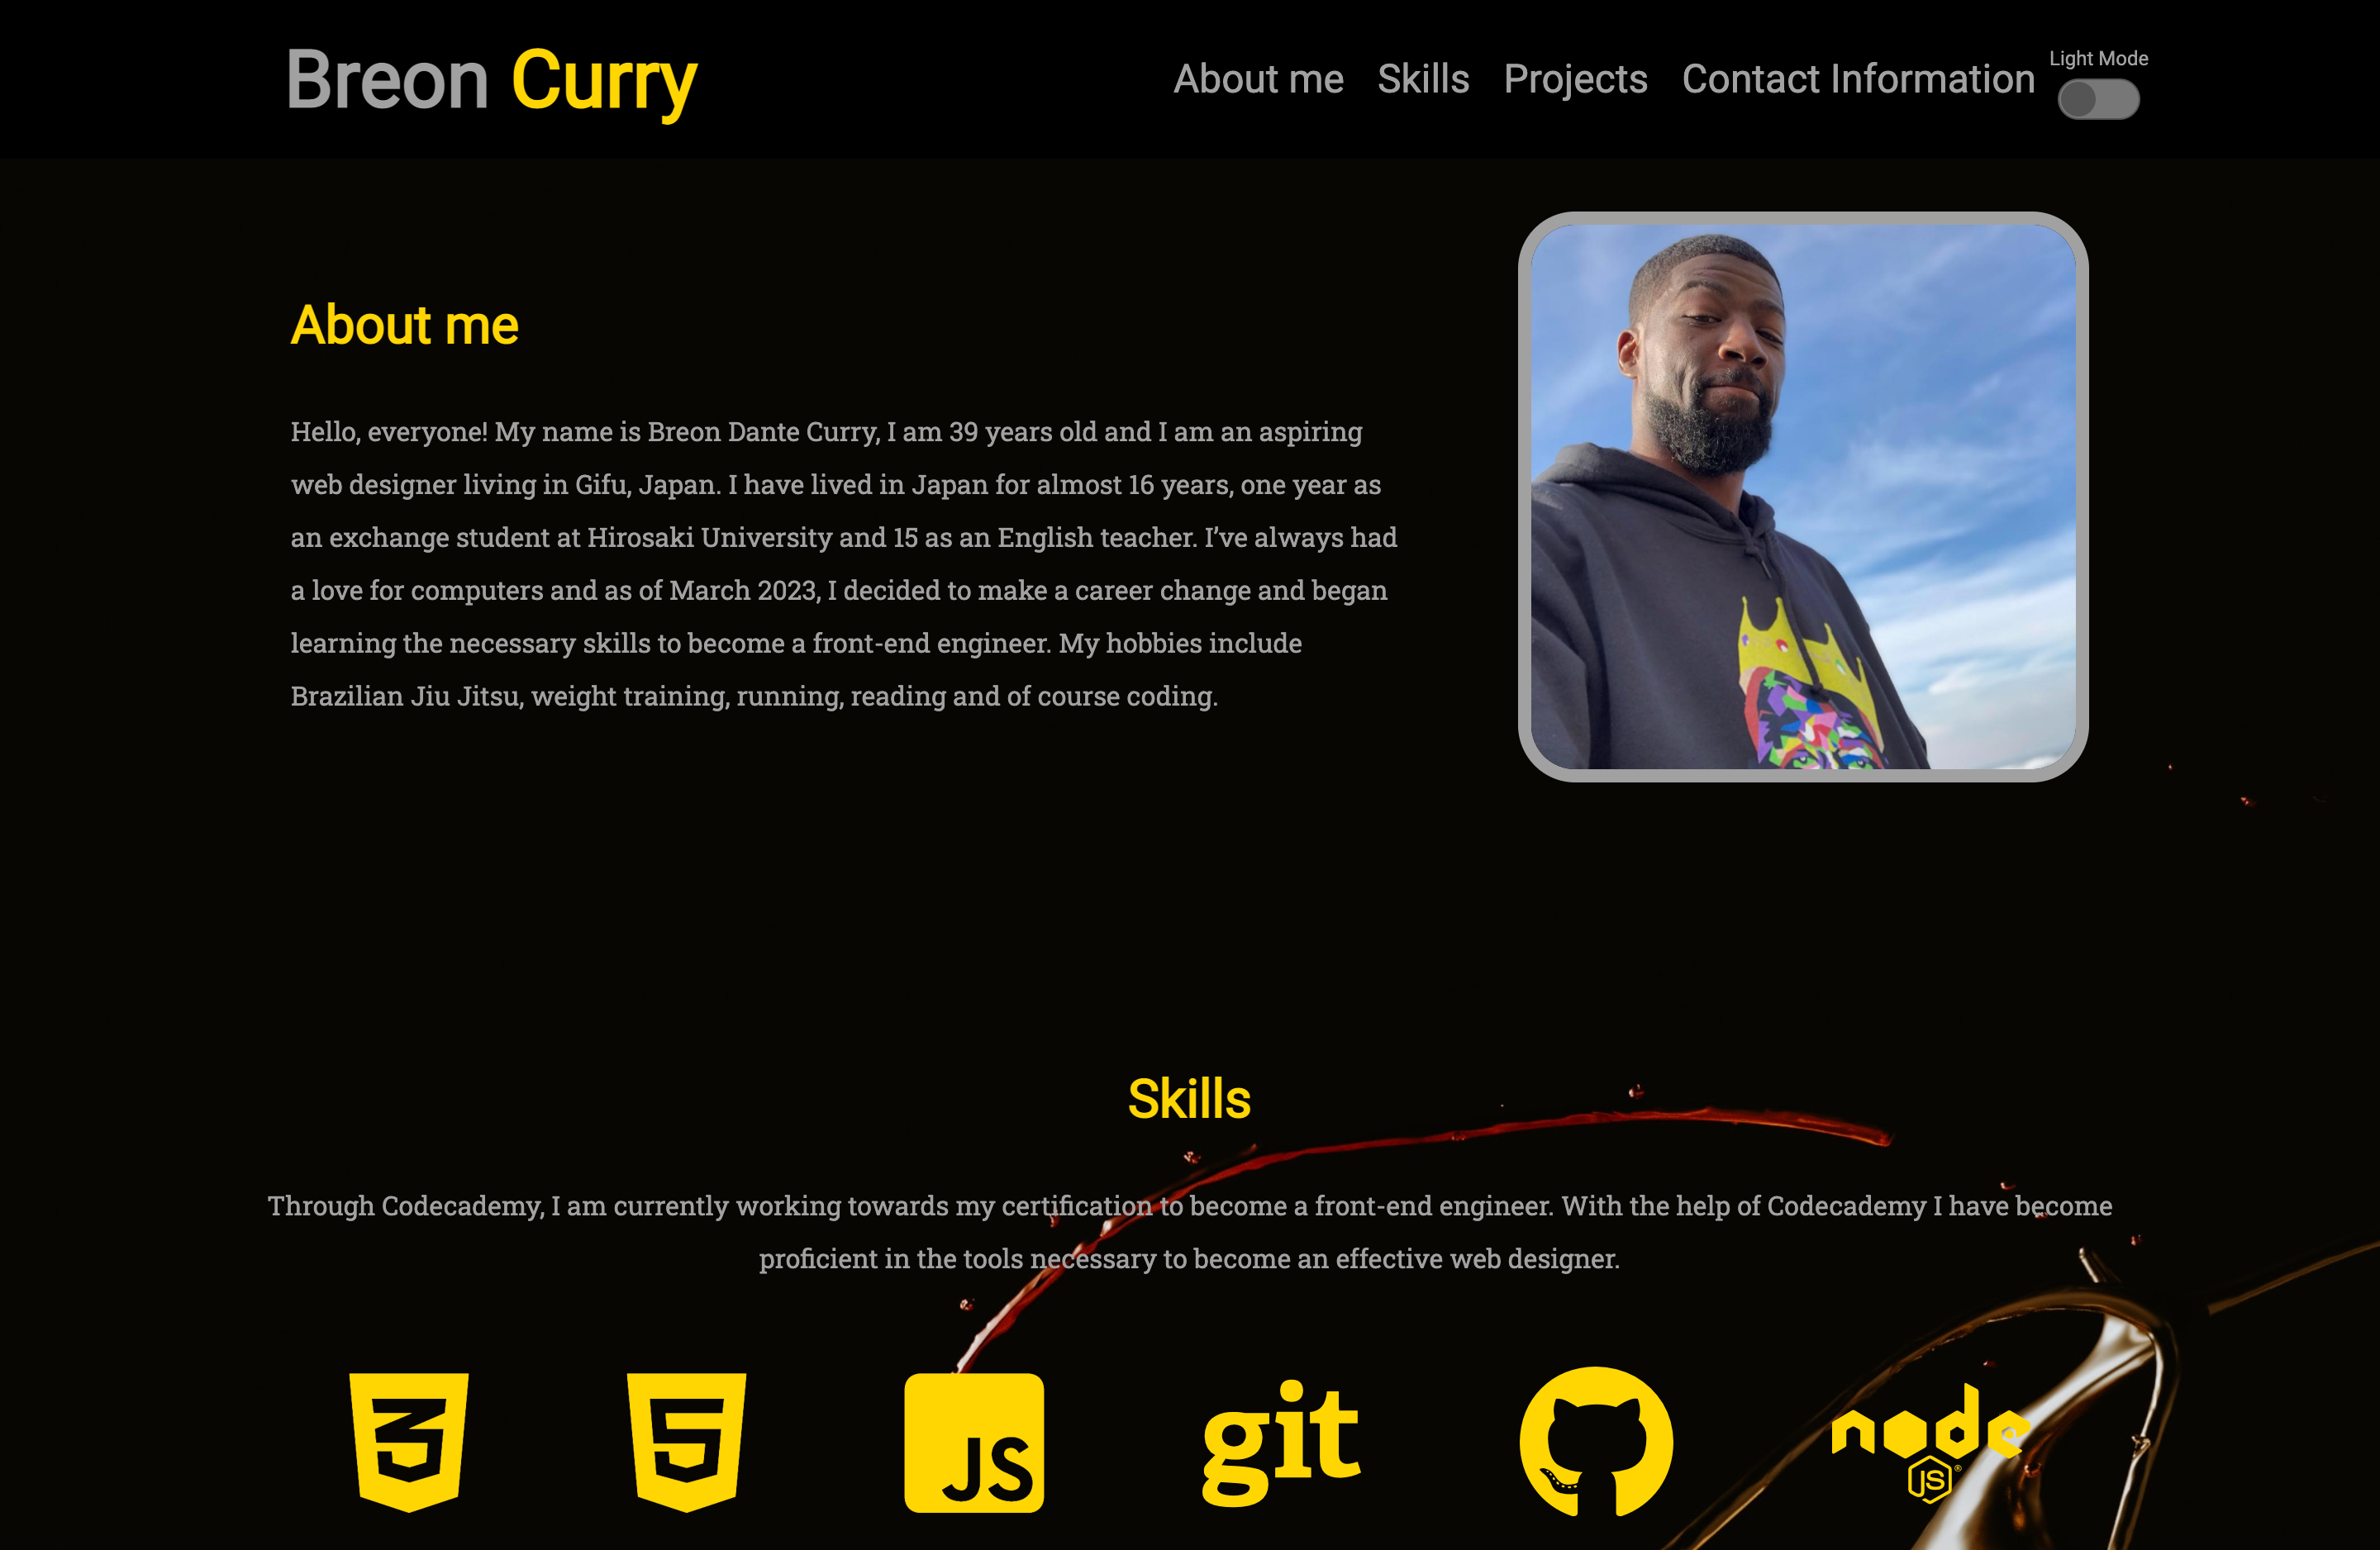 Breon Curry
About me
Skills
Projects
Contact Information
Light Mode
About me
Hello, everyone! My name is Breon Dante Curry, I am 39 years old and I am an aspiring
web designer living in Gifu, Japan. I have lived in Japan for almost 16 years, one year as
an exchange student at Hirosaki University and 15 as an English teacher. I’ve always had
a love for computers and as of March 2023, I decided to make a career change and began
learning the necessary skills to become a front-end engineer. My hobbies include
Brazilian Jiu Jitsu, weight training, running, reading and of course coding.
Skills
Through Codecademy, I am currently working towards my certification to become a front-end engineer. With the help of Codecademy I have become
proficient in the tools necessary to become an effective web designer.
3
5
JS
git
node
JS®